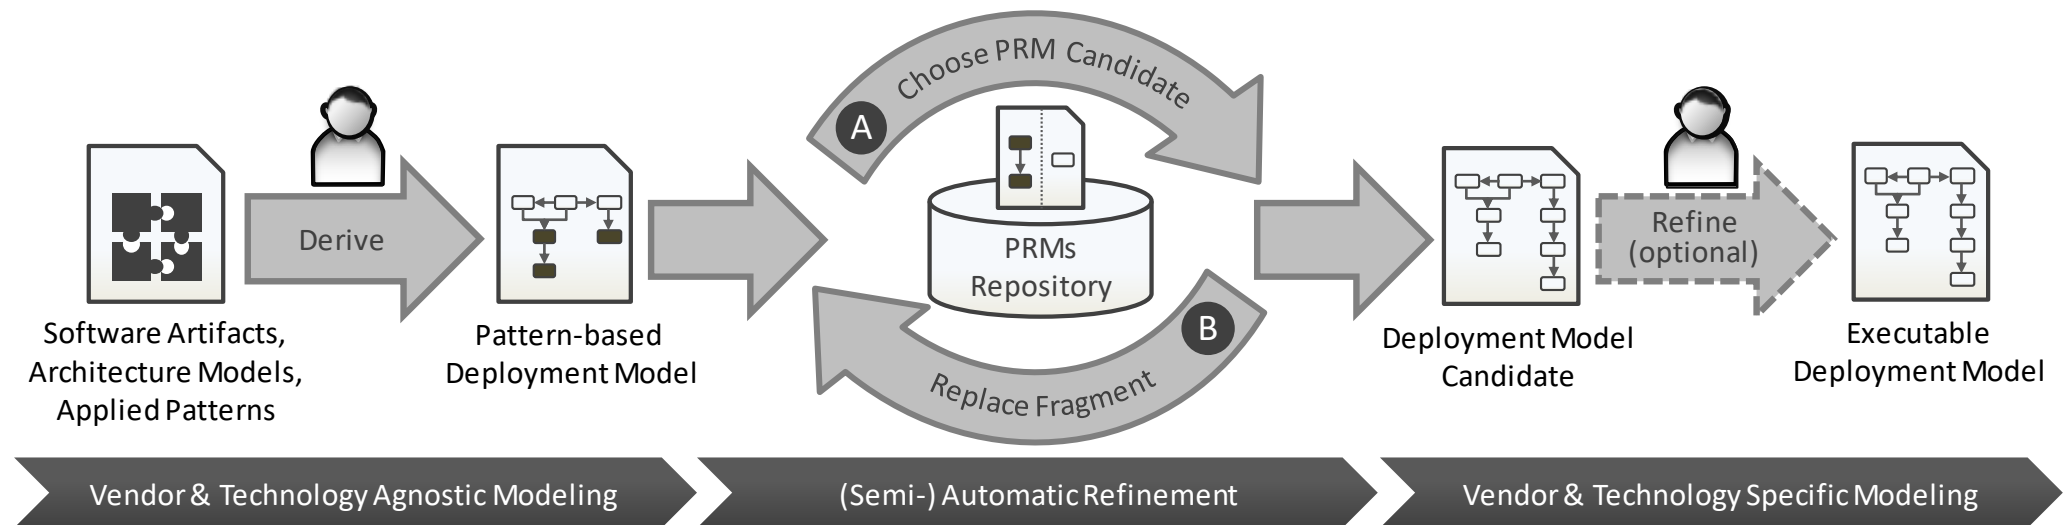 Choose PRM Candidate
A
Derive
PRMs
Repository
Refine
(optional)
B
Replace Fragment
Software Artifacts,
Architecture Models,
Applied Patterns
Pattern-based
Deployment Model
Deployment Model
Candidate
Executable
Deployment Model
Vendor & Technology Agnostic Modeling
(Semi-) Automatic Refinement
Vendor & Technology Specific Modeling